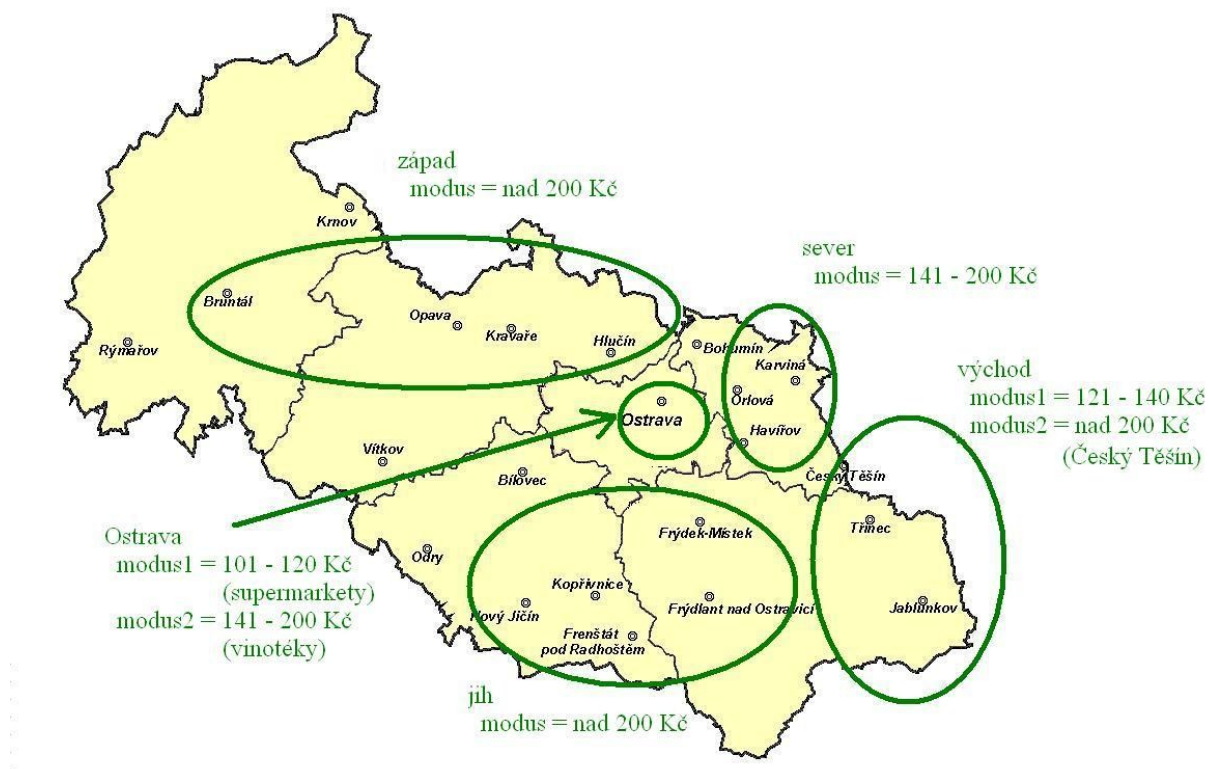 západ
modus = nad 200 Kč
Krnov
sever
modus = 141 - 200 Kč
Bruntál
Opava
Kravaře
Hlučín
Rýmařov
Bohumín
Karviná
Orlová
Havířov
východ
modus1 = 121 - 140 Kč
modus2 = nad 200 Kč
(Český Těšín)
Ostrava
Vítkov
Bílovec
Český Těšín
Třinec
Frýdek-Místek
Ostrava
modus1 = 101 - 120 Kč
(supermarkety)
modus2 = 141 - 200 Kč
(vinotéky)
Odry
Kopřivnice
Nový Jičín
Frýdlant nad Ostravicí
Jablunkov
Frenštát
pod Radhoštěm
jih
modus = nad 200 Kč